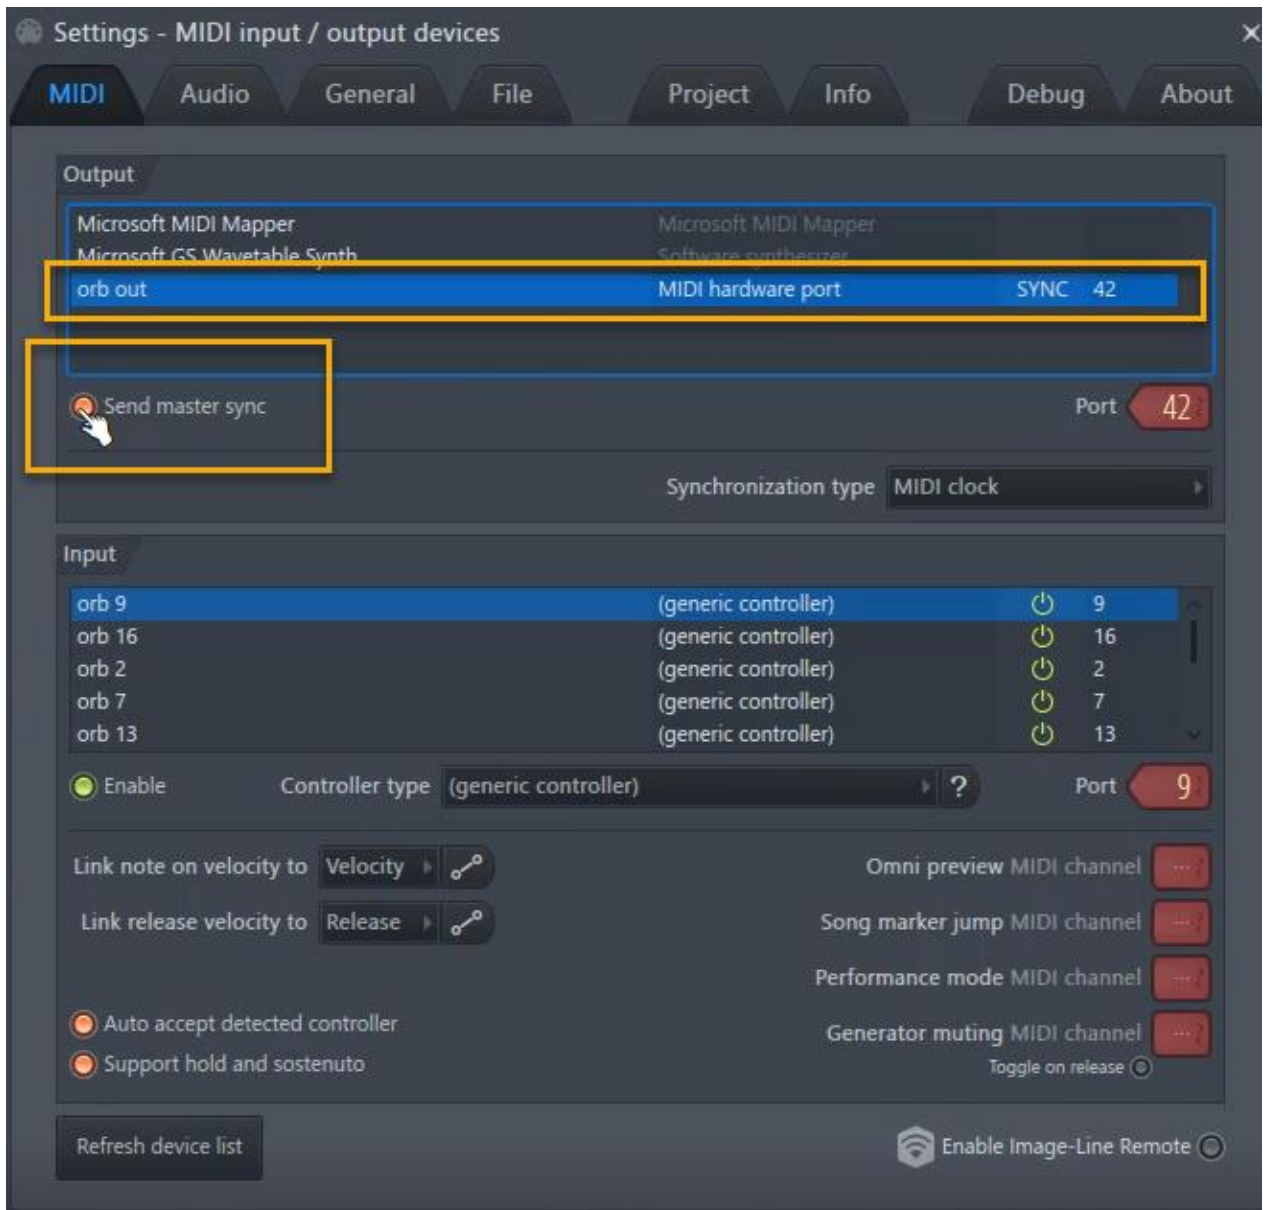 Settings - MIDI input / output devices
MIDI Audio General File Project Info Debug About
Output
Microsoft MIDI Mapper Microsoft MIDI Mapper
Microsoft GS Wavetable Synth Software synthesizer
orb out MIDI hardware port SYNC 42
Send master sync Port 42
Synchronization type MIDI clock
Input
orb 9 (generic controller) 9
orb 16 (generic controller) 16
orb 2 (generic controller) 2
orb 7 (generic controller) 7
orb 13 (generic controller) 13
Enable Controller type (generic controller) ? Port 9
Link note on velocity to Velocity Omni preview MIDI channel ---
Link release velocity to Release Song marker jump MIDI channel ---
Performance mode MIDI channel ---
Auto accept detected controller Generator muting MIDI channel ---
Support hold and sostenuto Toggle on release
Refresh device list Enable Image-Line Remote